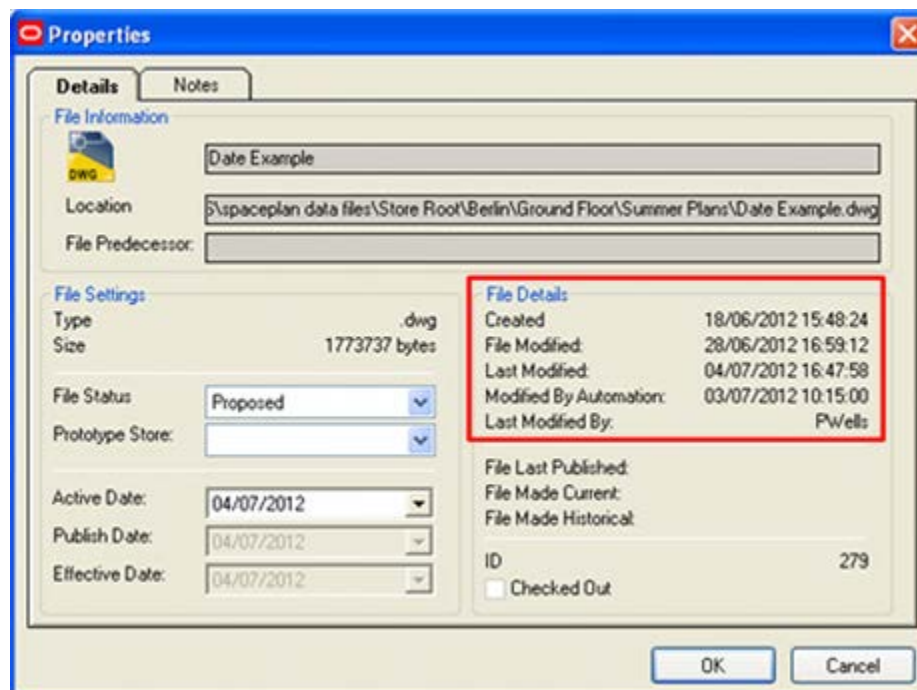 Properties
Details Notes
File Information
DWG
Date Example
Location S\spaceplan data files\Store Root\Berlin\Ground Floor\Summer Plans\Date Example.dwg
File Predecessor:
File Settings
Type .dwg
Size 1773737 bytes
File Status Proposed
Prototype Store:
Active Date: 04/07/2012
Publish Date: 04/07/2012
Effective Date: 04/07/2012
File Details
Created 18/06/2012 15:48:24
File Modified: 28/06/2012 16:59:12
Last Modified: 04/07/2012 16:47:58
Modified By Automation: 03/07/2012 10:15:00
Last Modified By: PWells
File Last Published:
File Made Current:
File Made Historical:
ID 279
Checked Out
OK Cancel